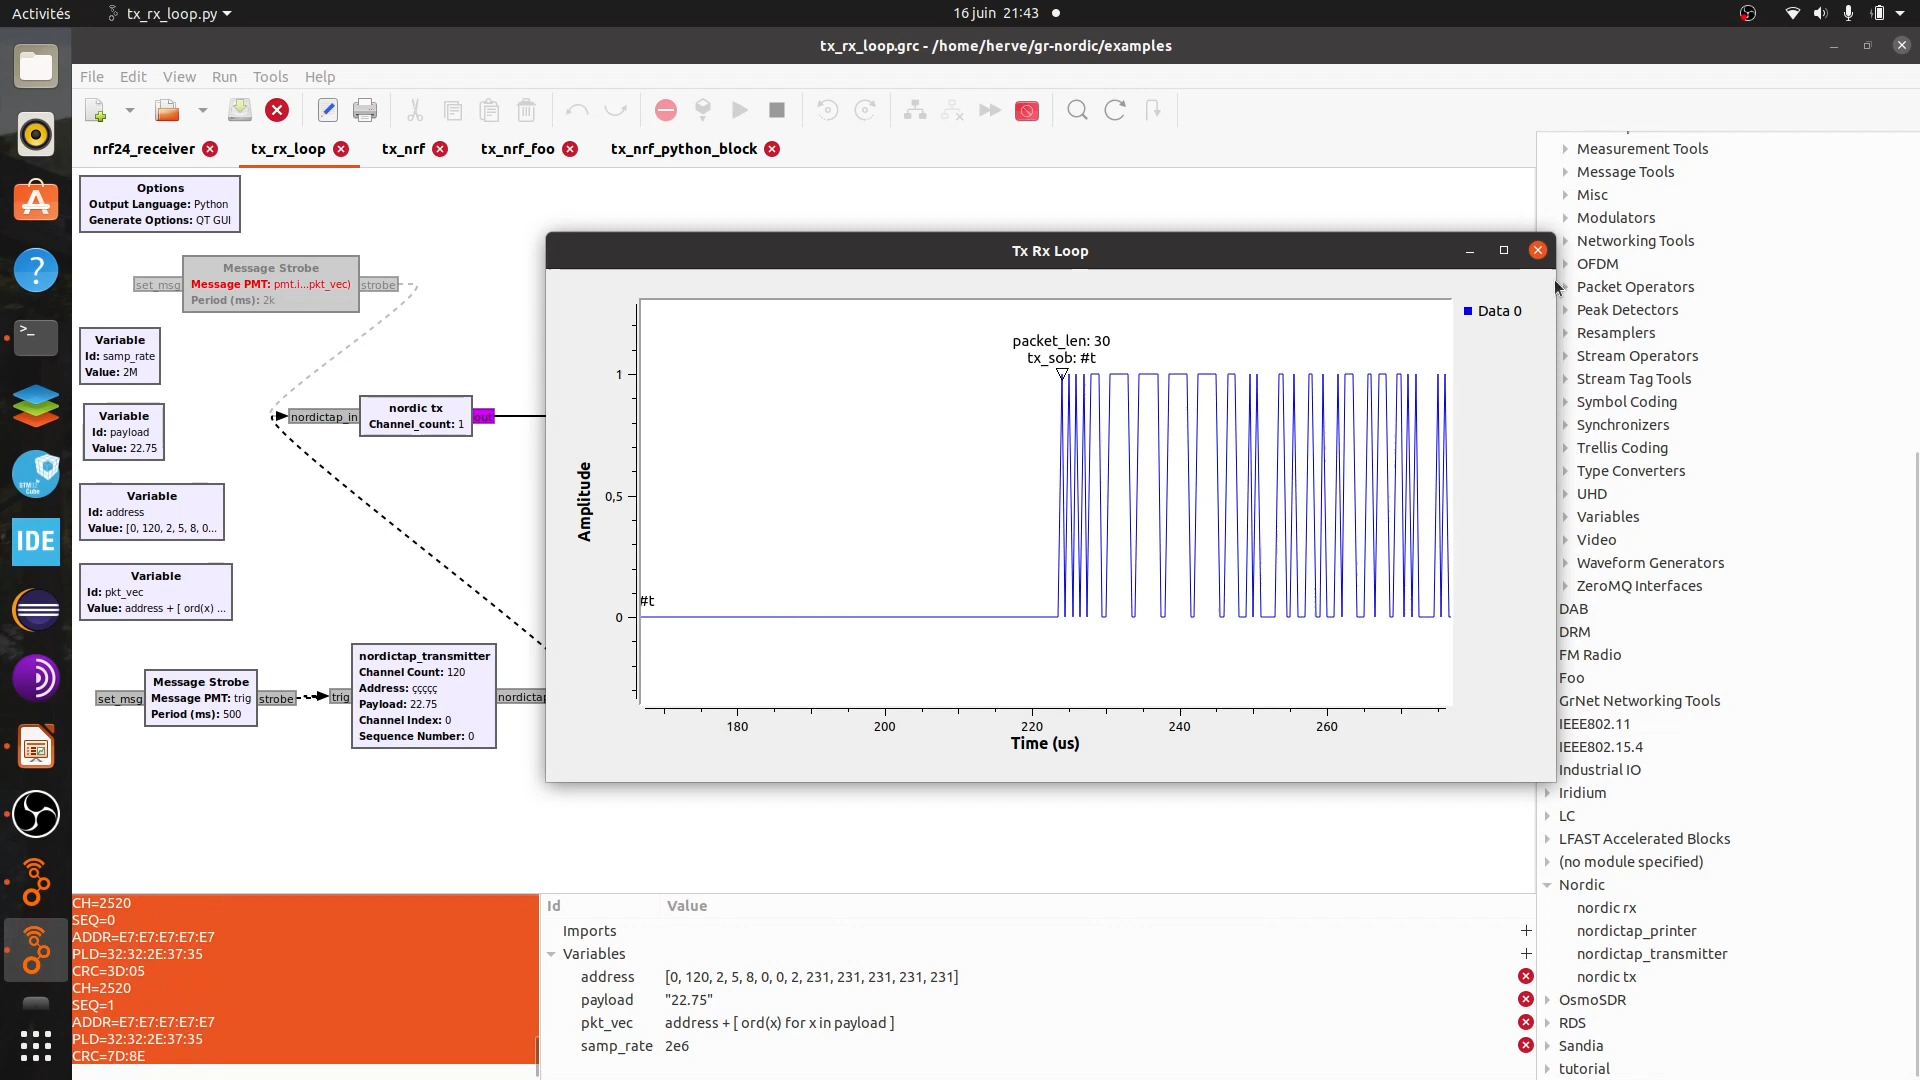 Activités
tx_rx_loop.py
16 juin 21:43
tx_rx_loop.grc - /home/herve/gr-nordic/examples
File Edit View Run Tools Help
nrf24_receiver tx_rx_loop tx_nrf tx_nrf_foo tx_nrf_python_block
Options
Output Language: Python
Generate Options: QT GUI
Message Strobe
set_msg Message PMT: pmt.i...pkt_vec) strobe
Period (ms): 2k
Variable
Id: samp_rate
Value: 2M
Variable
Id: payload
Value: 22.75
nordic tx
nordictap_in Channel_count: 1 out
Variable
Id: address
Value: [0, 120, 2, 5, 8, 0...
Variable
Id: pkt_vec
Value: address + [ ord(x) ...
Message Strobe
set_msg Message PMT: trig strobe
Period (ms): 500
nordictap_transmitter
Channel Count: 120
Address: ççççç
trig Payload: 22.75 nordictap
Channel Index: 0
Sequence Number: 0
Tx Rx Loop
Data 0
packet_len: 30
tx_sob: #t
#t
1
0,5
0
Amplitude
180 200 220 240 260
Time (us)
Measurement Tools
Message Tools
Misc
Modulators
Networking Tools
OFDM
Packet Operators
Peak Detectors
Resamplers
Stream Operators
Stream Tag Tools
Symbol Coding
Synchronizers
Trellis Coding
Type Converters
UHD
Variables
Video
Waveform Generators
ZeroMQ Interfaces
DAB
DRM
FM Radio
Foo
GrNet Networking Tools
IEEE802.11
IEEE802.15.4
Industrial IO
Iridium
LC
LFAST Accelerated Blocks
(no module specified)
Nordic
nordic rx
nordictap_printer
nordictap_transmitter
nordic tx
OsmoSDR
RDS
Sandia
tutorial
CH=2520
SEQ=0
ADDR=E7:E7:E7:E7:E7
PLD=32:32:2E:37:35
CRC=3D:05
CH=2520
SEQ=1
ADDR=E7:E7:E7:E7:E7
PLD=32:32:2E:37:35
CRC=7D:8E
Id Value
Imports
Variables
address [0, 120, 2, 5, 8, 0, 0, 2, 231, 231, 231, 231, 231]
payload "22.75"
pkt_vec address + [ ord(x) for x in payload ]
samp_rate 2e6
STM32
Cube
IDE